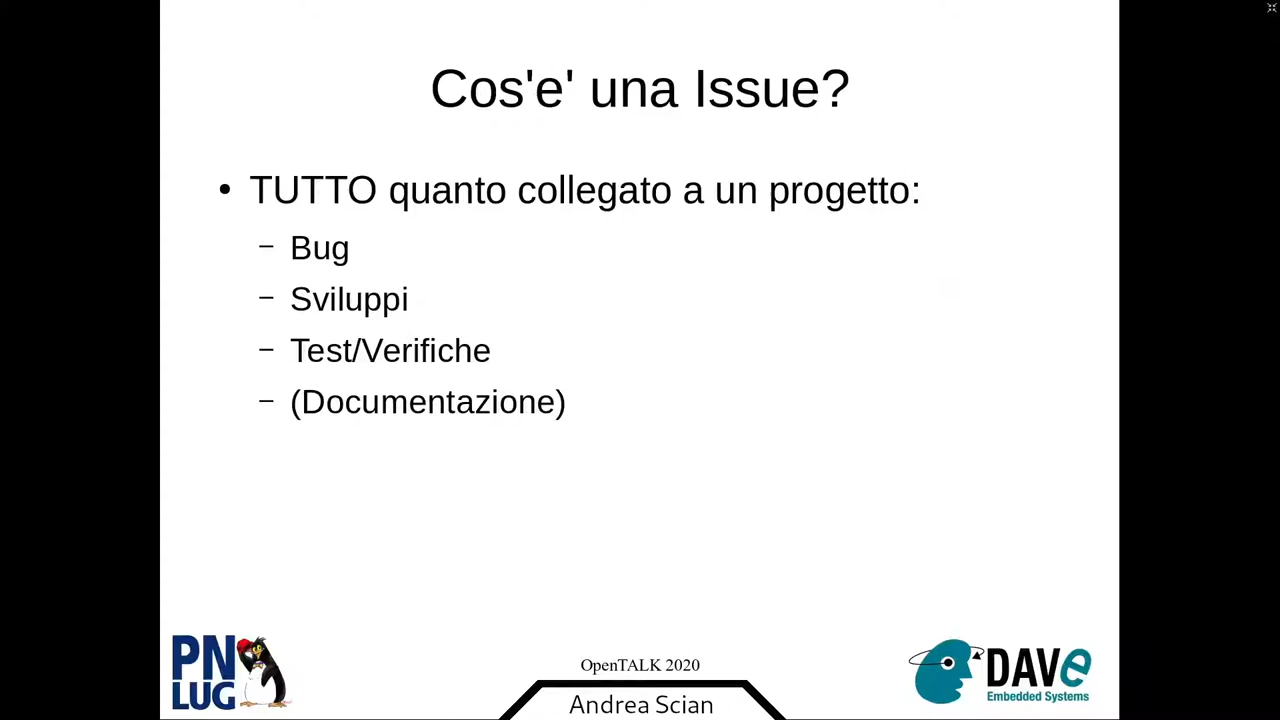 Cos'e' una Issue?
• TUTTO quanto collegato a un progetto:
– Bug
– Sviluppi
– Test/Verifiche
– (Documentazione)
PN
LUG
OpenTALK 2020
Andrea Scian
DAVe
Embedded Systems